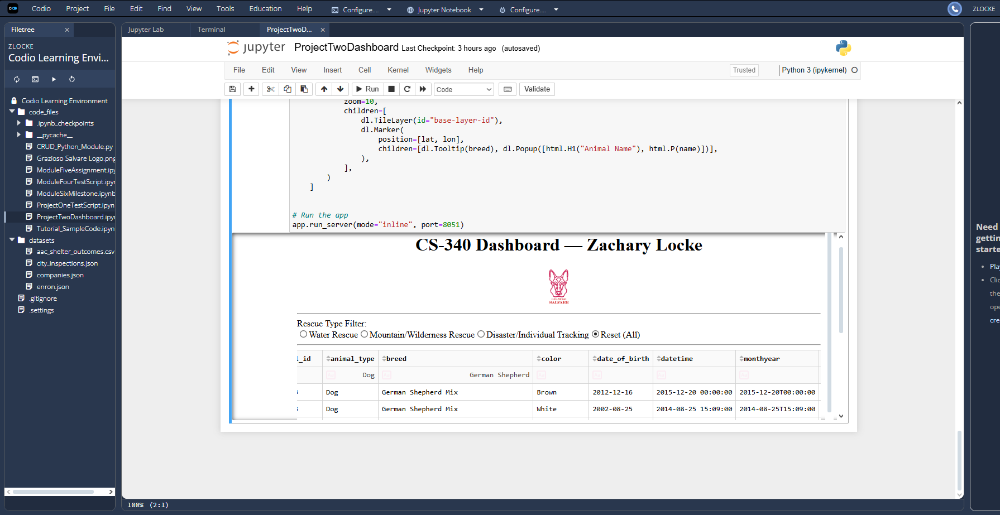 Codio Project File Edit Find View Tools Education Help Configure.... Jupyter Notebook Configure.... ZLOCKE
Filetree
ZLOCKE
Codio Learning Envi...
Codio Learning Environment
code_files
.ipynb_checkpoints
__pycache__
CRUD_Python_Module.py
Grazioso Salvare Logo.png
ModuleFiveAssignment.ipy
ModuleFourTestScript.ipyn
ModuleSixMilestone.ipynb
ProjectOneTestScript.ipyn
ProjectTwoDashboard.ipyn
Tutorial_SampleCode.ipyn
datasets
aac_shelter_outcomes.csv
city_inspections.json
companies.json
enron.json
.gitignore
.settings
Jupyter Lab Terminal ProjectTwoD...
jupyter ProjectTwoDashboard Last Checkpoint: 3 hours ago (autosaved)
File Edit View Insert Cell Kernel Widgets Help Trusted Python 3 (ipykernel)
Run Code Validate
zoom=10,
children=[
dl.TileLayer(id="base-layer-id"),
dl.Marker(
position=[lat, lon],
children=[dl.Tooltip(breed), dl.Popup([html.H1("Animal Name"), html.P(name)])],
),
],
)
]
# Run the app
app.run_server(mode="inline", port=8051)
CS-340 Dashboard — Zachary Locke
GRAZIOSO
SALVARE
Rescue Type Filter:
Water Rescue Mountain/Wilderness Rescue Disaster/Individual Tracking Reset (All)
l_id animal_type breed color date_of_birth datetime monthyear
Dog German Shepherd
Dog German Shepherd Mix Brown 2012-12-16 2015-12-20 00:00:00 2015-12-20T00:00:00
Dog German Shepherd Mix White 2002-08-25 2014-08-25 15:09:00 2014-08-25T15:09:00
100% (2:1)
Need
gettin
starte
Play
Clic
the
ope
cre